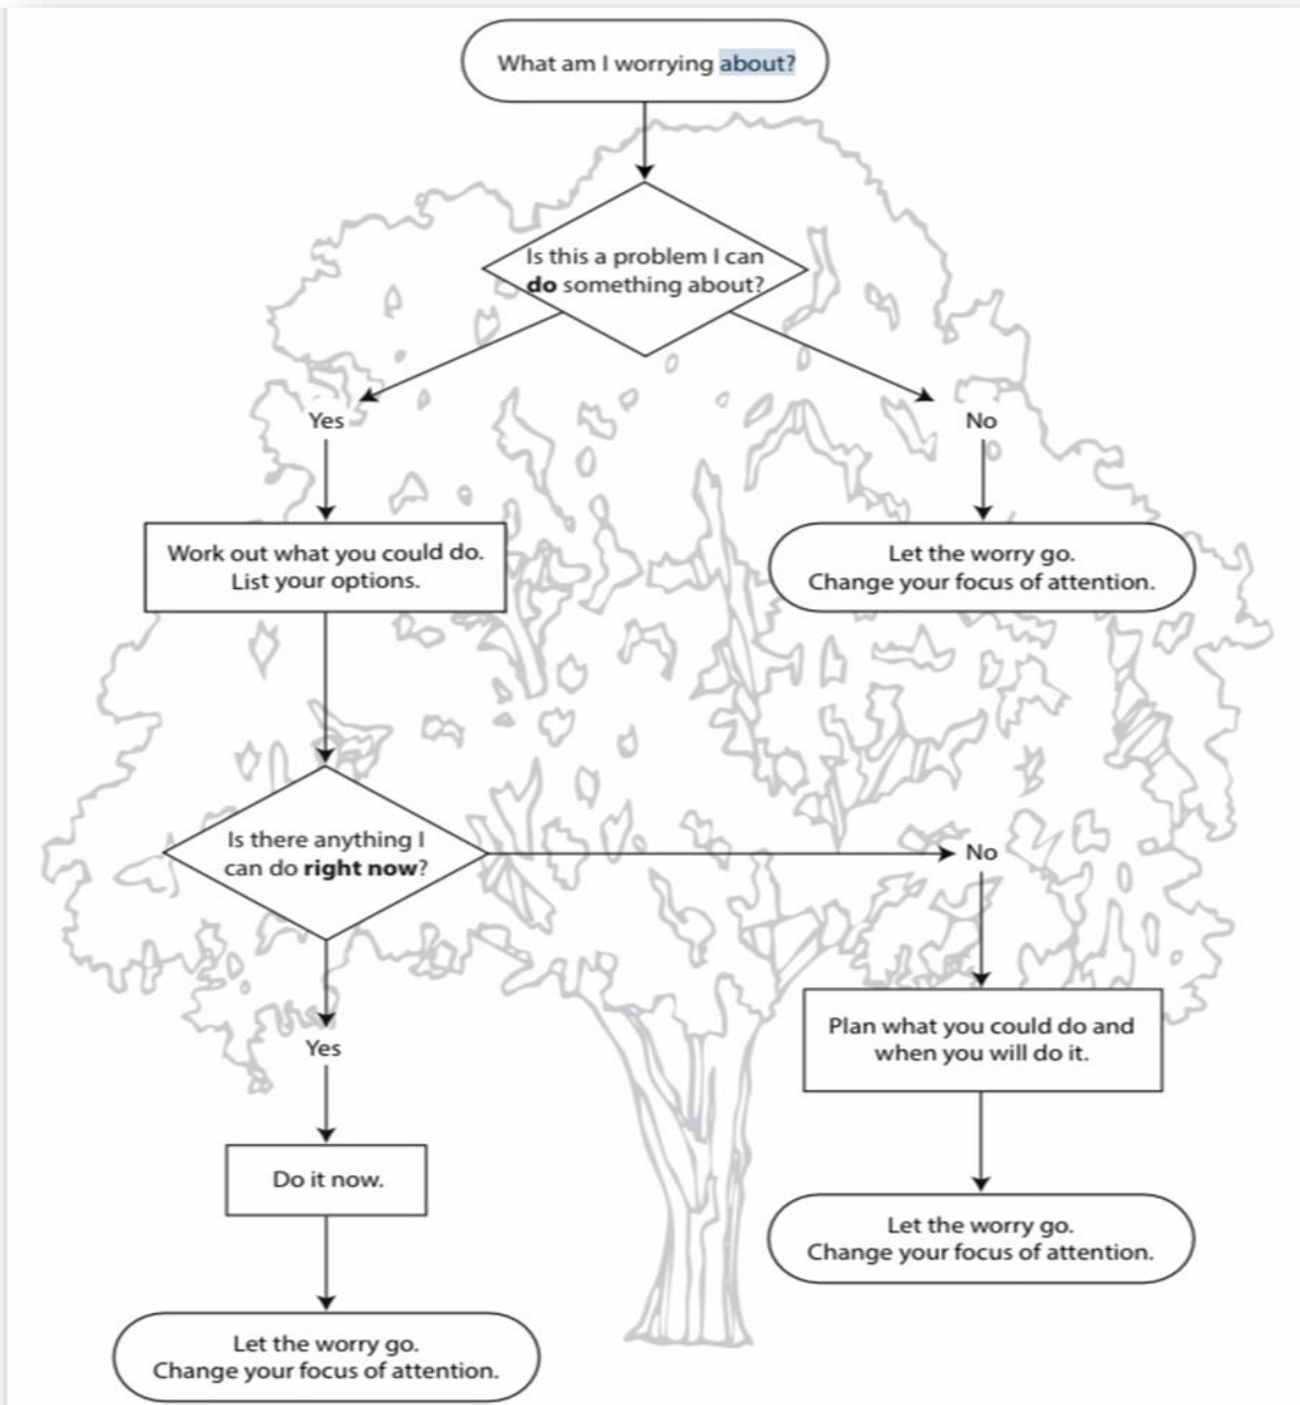 What am I worrying about?
Is this a problem I can
do something about?
Yes
No
Work out what you could do.
List your options.
Let the worry go.
Change your focus of attention.
Is there anything I
can do right now?
No
Yes
Plan what you could do and
when you will do it.
Do it now.
Let the worry go.
Change your focus of attention.
Let the worry go.
Change your focus of attention.